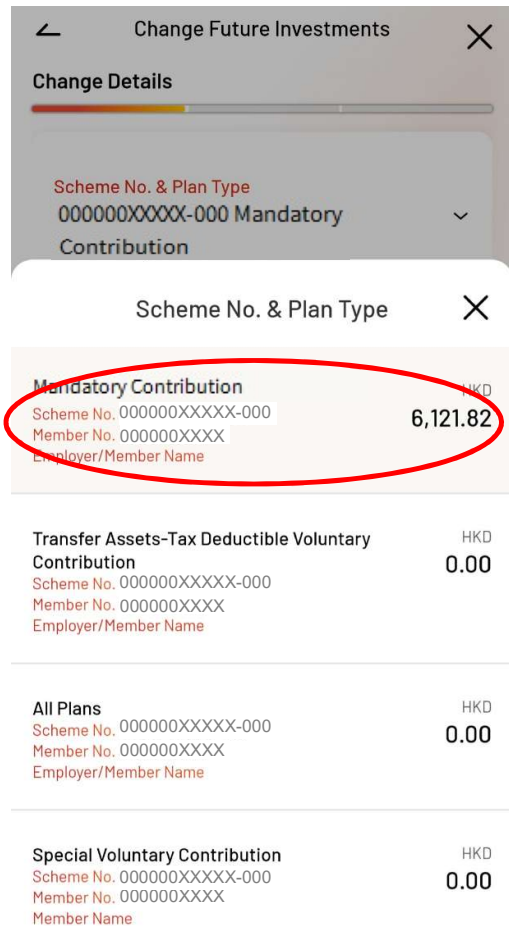 Change Future Investments
Change Details
Scheme No. & Plan Type
000000XXXXX-000 Mandatory
Contribution
Scheme No. & Plan Type
Mandatory Contribution
HKD
Scheme No. 000000XXXXX-000
6,121.82
Member No. 000000XXXX
Employer/Member Name
Transfer Assets-Tax Deductible Voluntary
HKD
Contribution
0.00
Scheme No. 000000XXXXX-000
Member No. 000000XXXX
Employer/Member Name
All Plans
HKD
Scheme No. 000000XXXXX-000
0.00
Member No. 000000XXXX
Employer/Member Name
Special Voluntary Contribution
HKD
Scheme No. 000000XXXXX-000
0.00
Member No. 000000XXXX
Member Name